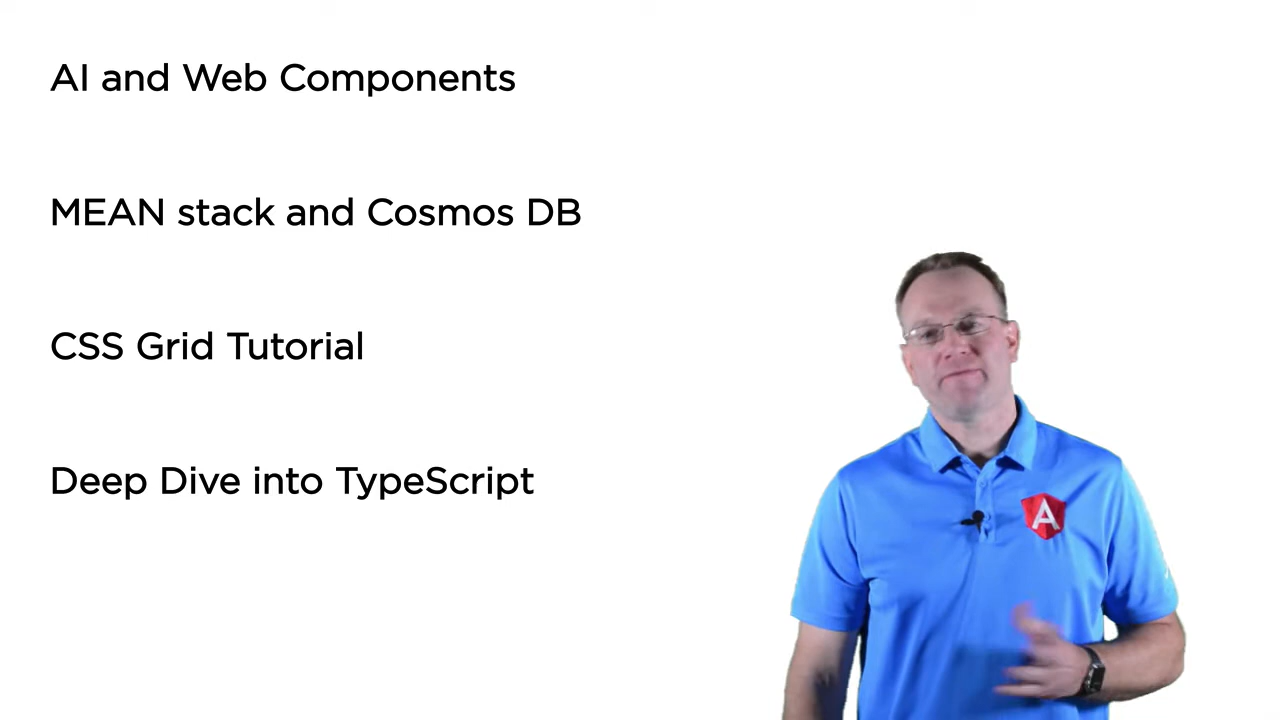 AI and Web Components
MEAN stack and Cosmos DB
CSS Grid Tutorial
Deep Dive into TypeScript
A